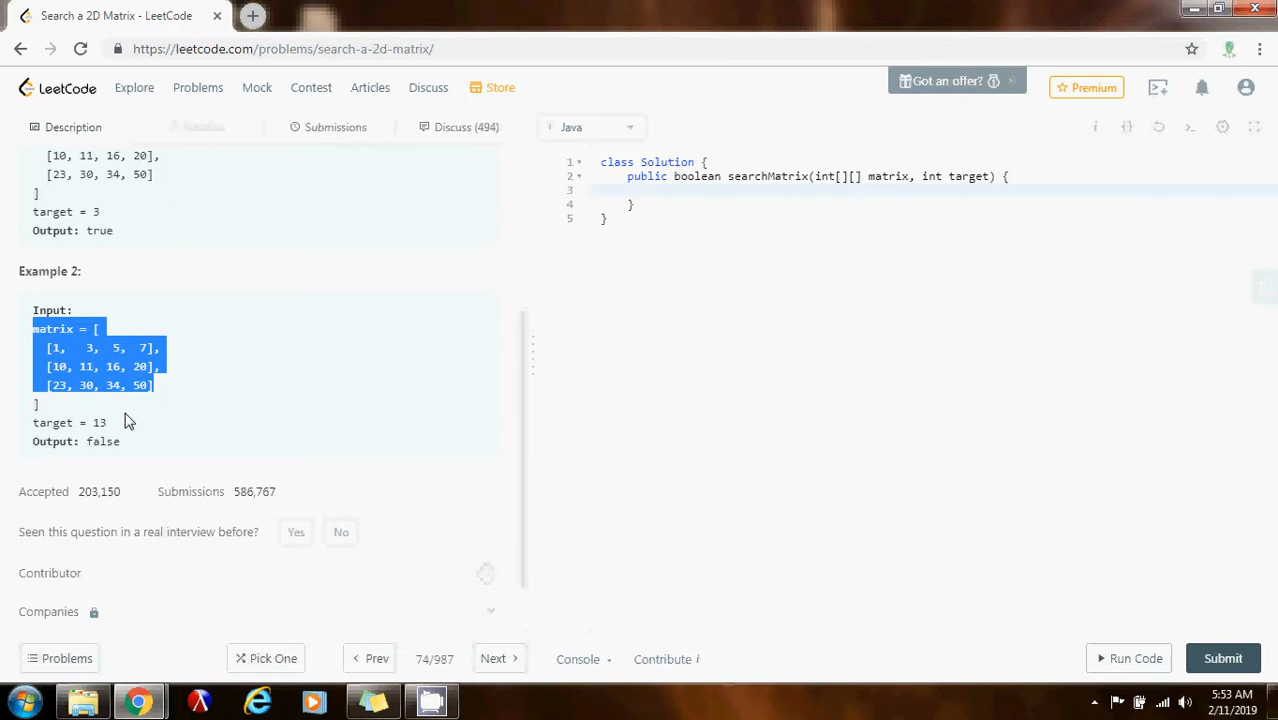 Search a 2D Matrix - LeetCode
https://leetcode.com/problems/search-a-2d-matrix/
LeetCode
Explore
Problems
Mock
Contest
Articles
Discuss
Store
Got an offer?
Premium
Description
Submissions
Discuss (494)
Java
[10, 11, 16, 20],
[23, 30, 34, 50]
]
target = 3
Output: true
Example 2:
Input:
matrix = [
[1, 3, 5, 7],
[10, 11, 16, 20],
[23, 30, 34, 50]
]
target = 13
Output: false
Accepted 203,150 Submissions 586,767
Seen this question in a real interview before? Yes No
Contributor
Companies
1 class Solution {
2 public boolean searchMatrix(int[][] matrix, int target) {
3
4 }
5 }
Problems
Pick One
Prev
74/987
Next
Console
Contribute i
Run Code
Submit
5:53 AM
2/11/2019